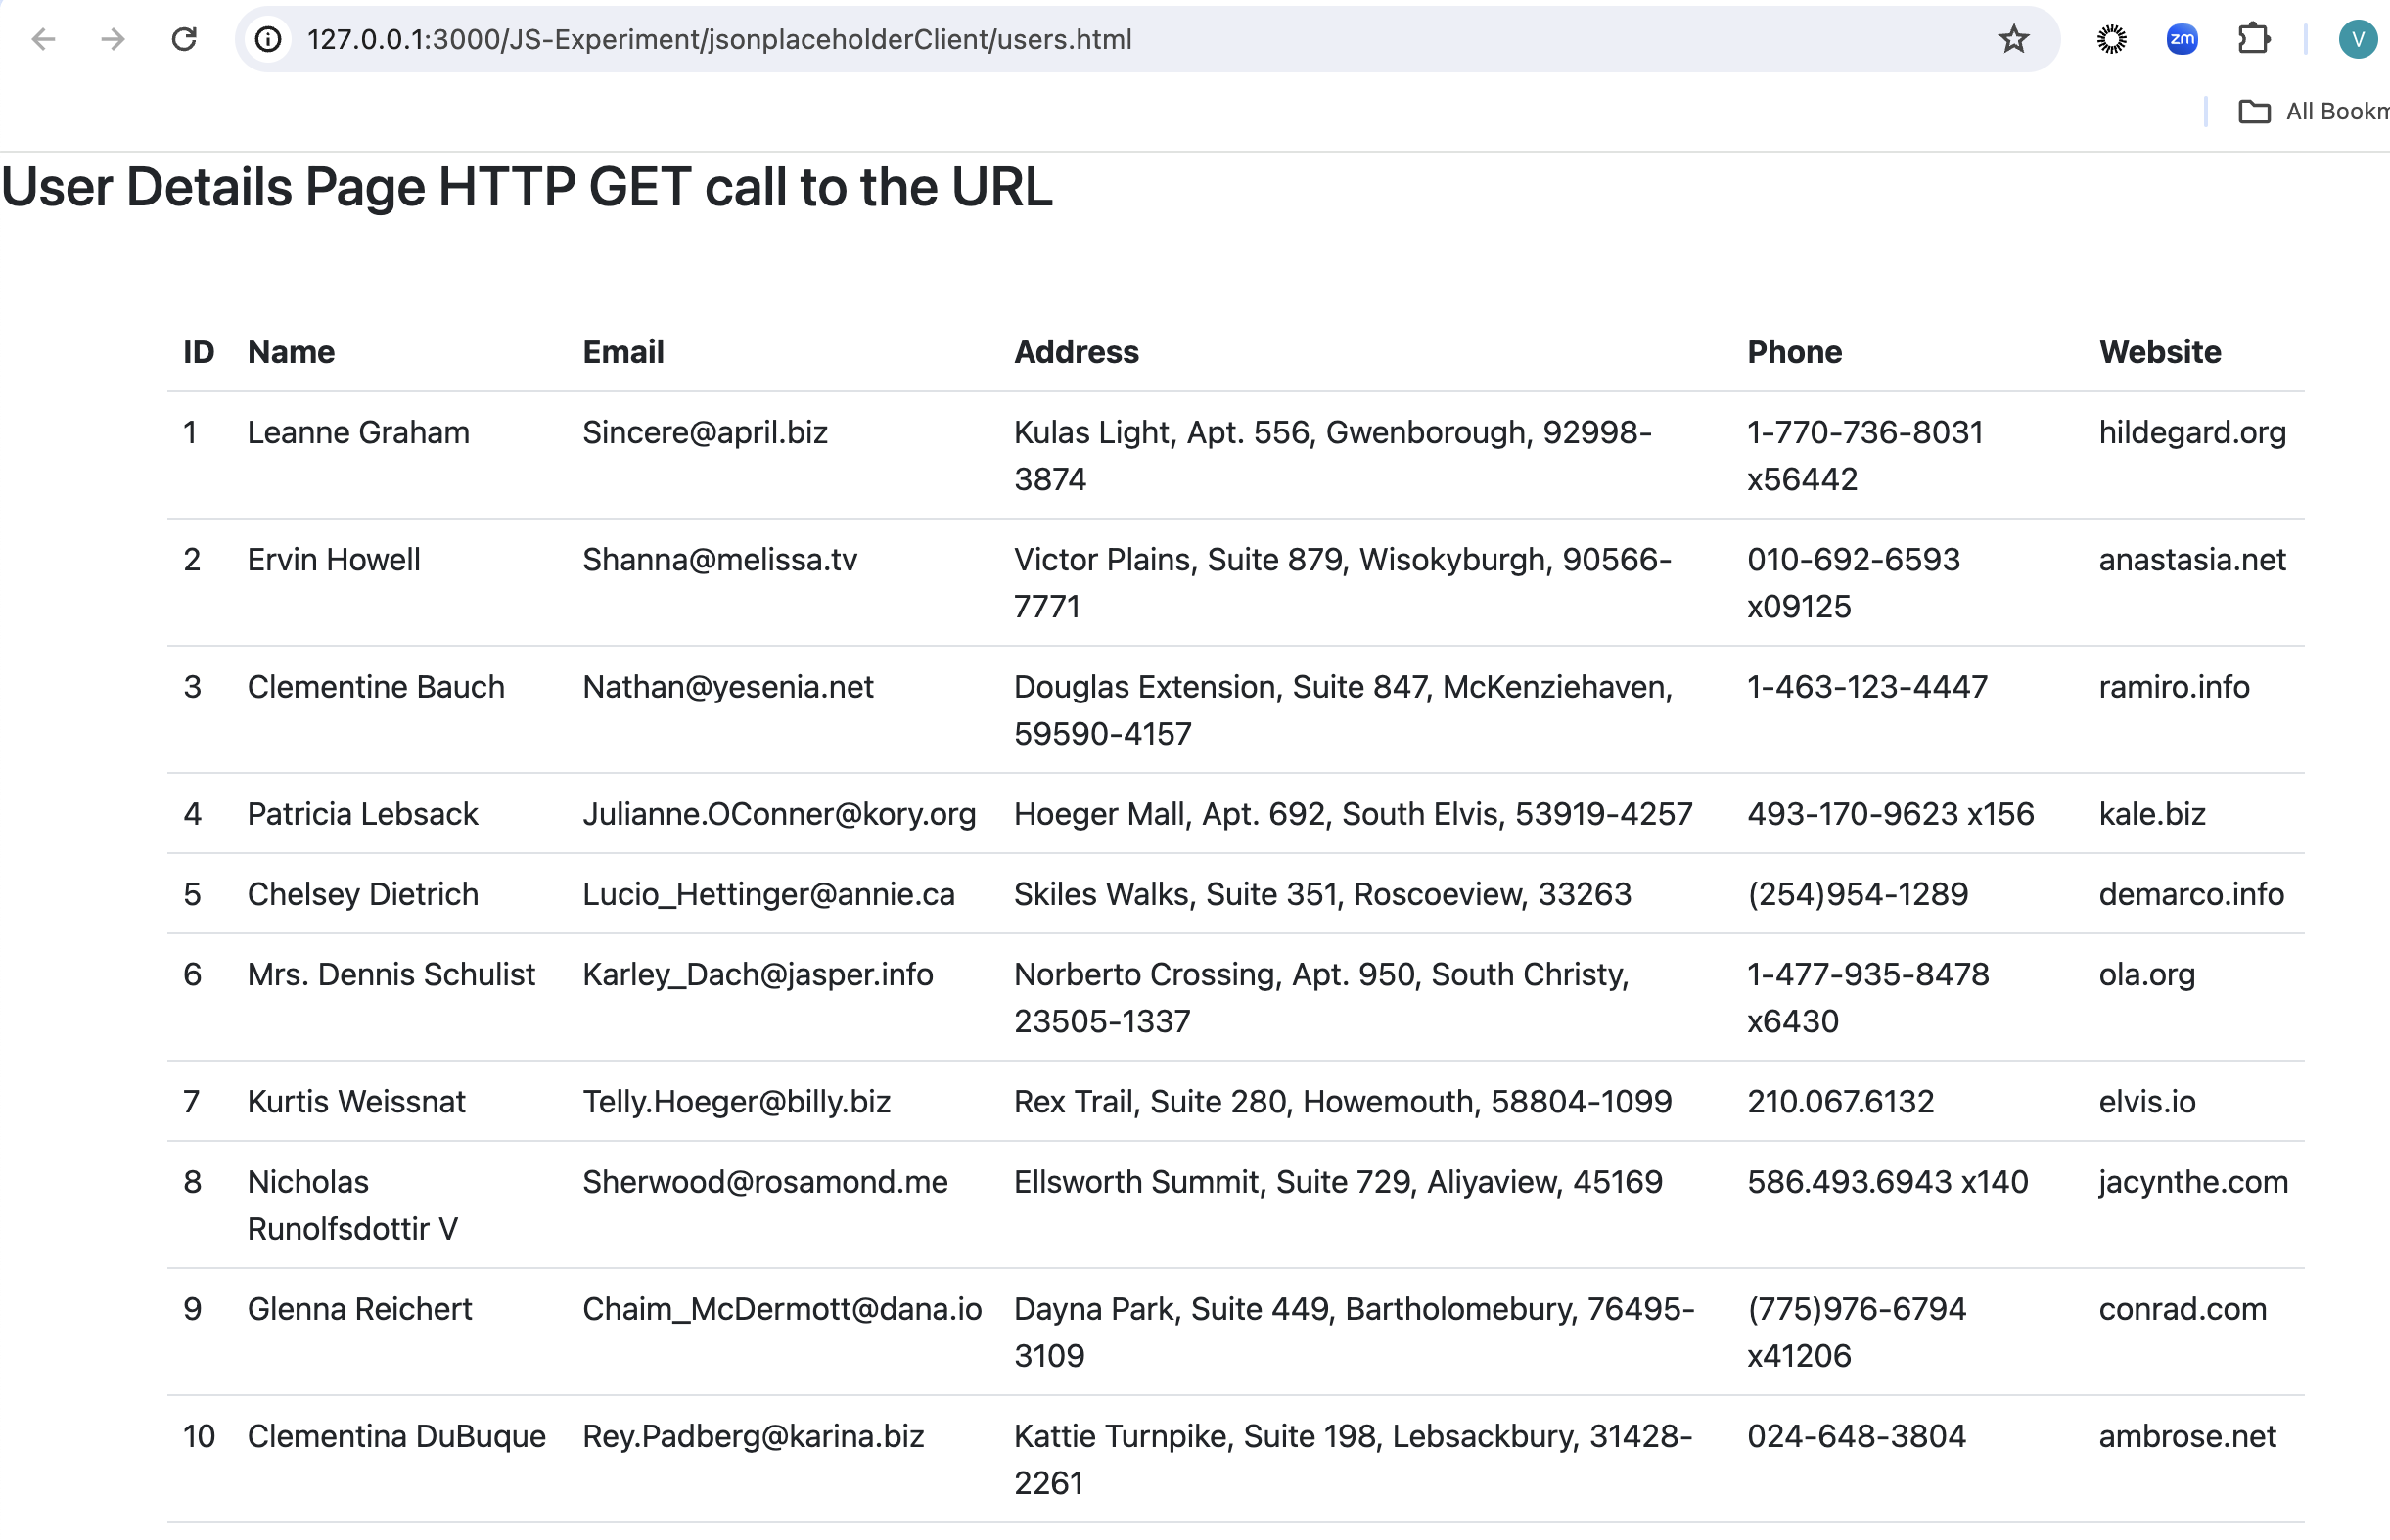 127.0.0.1:3000/JS-Experiment/jsonplaceholderClient/users.html
zm
V
All Bookm
User Details Page HTTP GET call to the URL
ID Name Email Address Phone Website
1 Leanne Graham Sincere@april.biz Kulas Light, Apt. 556, Gwenborough, 92998- 1-770-736-8031 hildegard.org
3874 x56442
2 Ervin Howell Shanna@melissa.tv Victor Plains, Suite 879, Wisokyburgh, 90566- 010-692-6593 anastasia.net
7771 x09125
3 Clementine Bauch Nathan@yesenia.net Douglas Extension, Suite 847, McKenziehaven, 1-463-123-4447 ramiro.info
59590-4157
4 Patricia Lebsack Julianne.OConner@kory.org Hoeger Mall, Apt. 692, South Elvis, 53919-4257 493-170-9623 x156 kale.biz
5 Chelsey Dietrich Lucio_Hettinger@annie.ca Skiles Walks, Suite 351, Roscoeview, 33263 (254)954-1289 demarco.info
6 Mrs. Dennis Schulist Karley_Dach@jasper.info Norberto Crossing, Apt. 950, South Christy, 1-477-935-8478 ola.org
23505-1337 x6430
7 Kurtis Weissnat Telly.Hoeger@billy.biz Rex Trail, Suite 280, Howemouth, 58804-1099 210.067.6132 elvis.io
8 Nicholas Sherwood@rosamond.me Ellsworth Summit, Suite 729, Aliyaview, 45169 586.493.6943 x140 jacynthe.com
Runolfsdottir V
9 Glenna Reichert Chaim_McDermott@dana.io Dayna Park, Suite 449, Bartholomebury, 76495- (775)976-6794 conrad.com
3109 x41206
10 Clementina DuBuque Rey.Padberg@karina.biz Kattie Turnpike, Suite 198, Lebsackbury, 31428- 024-648-3804 ambrose.net
2261